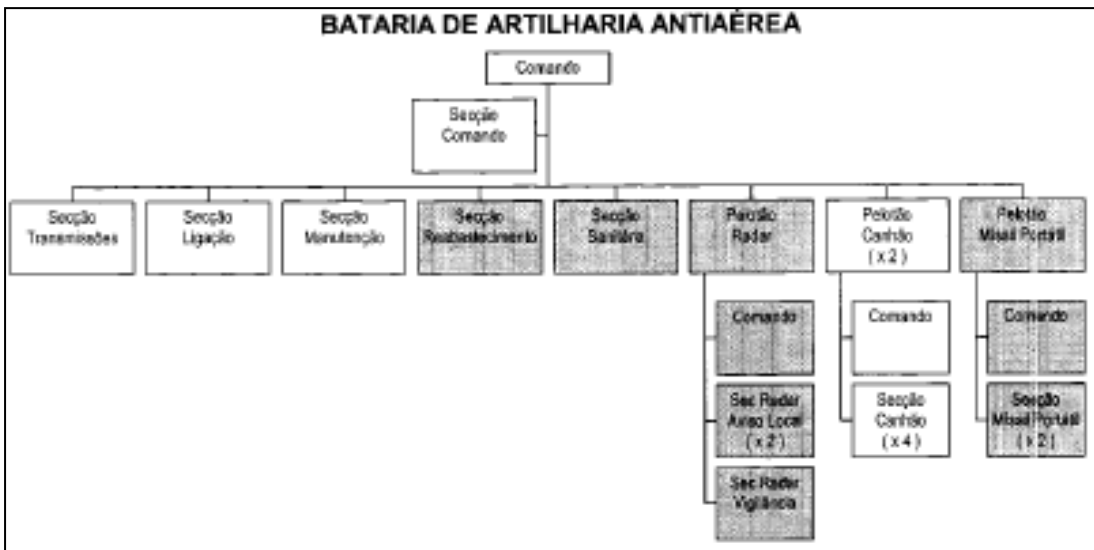 BATARIA DE ARTILHARIA ANTIAÉREA
Comando
Secção
Comando
Secção
Transmissões
Secção
Ligação
Secção
Manutenção
Secção
Reabastecimento
Secção
Sanitária
Pelotão
Radar
Pelotão
Canhão
( x 2 )
Pelotão
Missil Portátil
Comando
Sec Radar
Aviso Local
( x 2 )
Sec Radar
Vigilância
Comando
Secção
Canhão
( x 4 )
Comando
Secção
Missil Portátil
( x 2 )